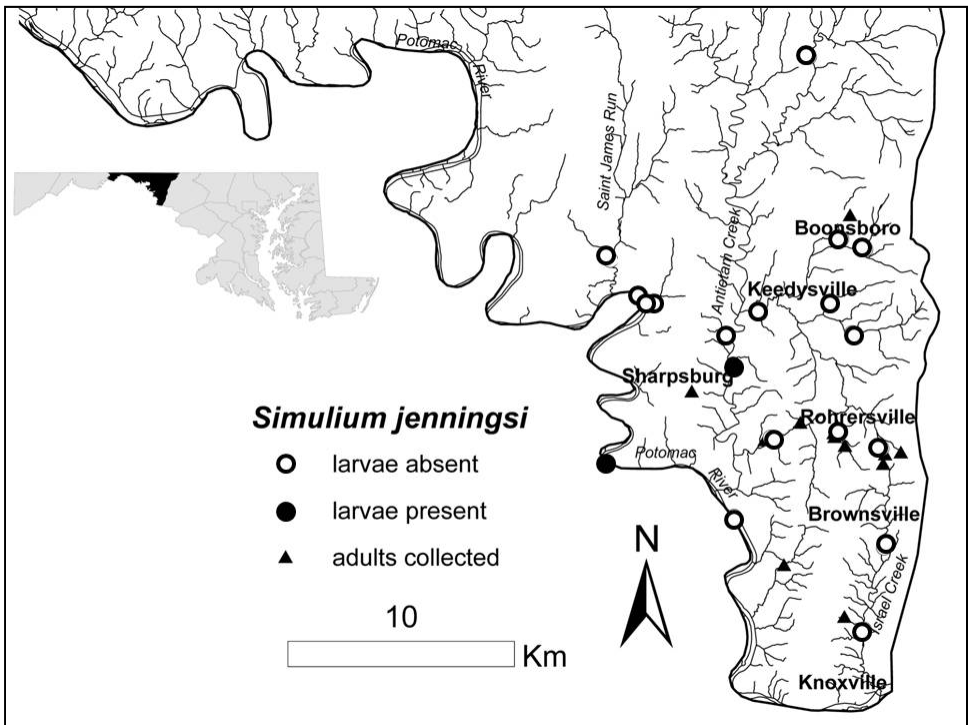 Potomac
River
Saint James Run
Antietam Creek
Boonsboro
Keedysville
Sharpsburg
Rohrersville
Potomac
River
Brownsville
Israel Creek
Knoxville
Simulium jenningsi
larvae absent
larvae present
adults collected
10
Km
N